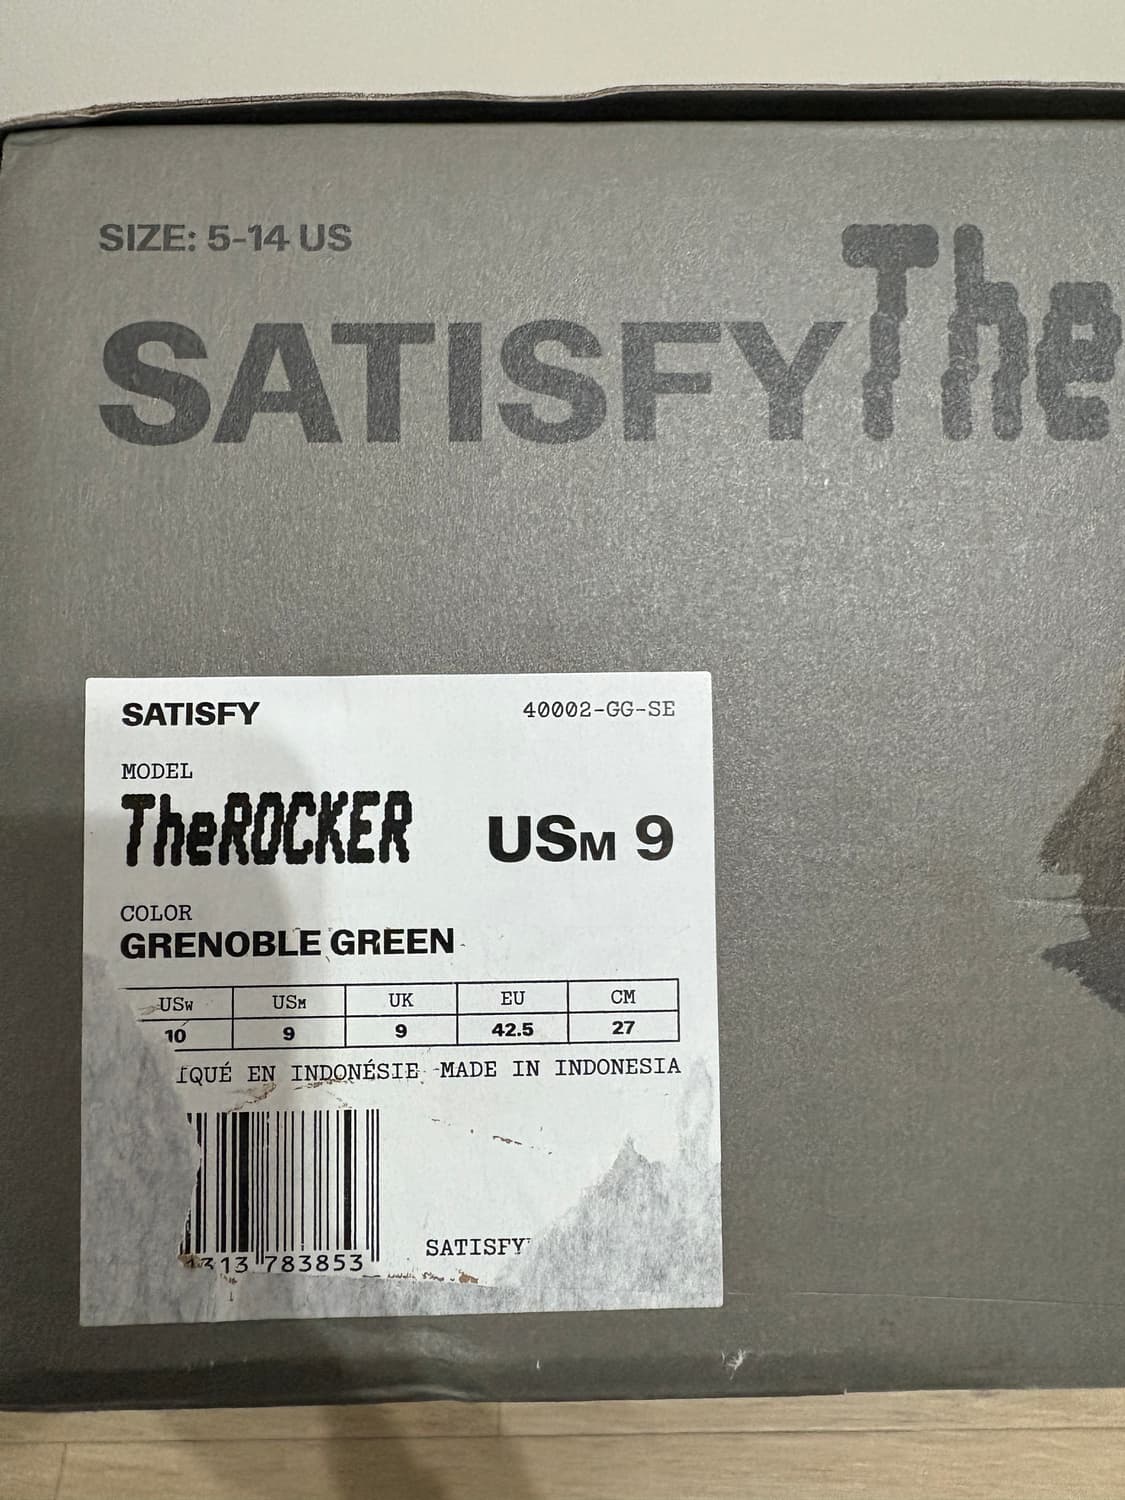 SIZE: 5-14 US
SATISFY The
SATISFY 40002-GG-SE
MODEL
TheROCKER USM 9
COLOR
GRENOBLE GREEN
USW USM UK EU CM
10 9 9 42.5 27
IQUÉ EN INDONÉSIE -MADE IN INDONESIA
313 783853
SATISFY